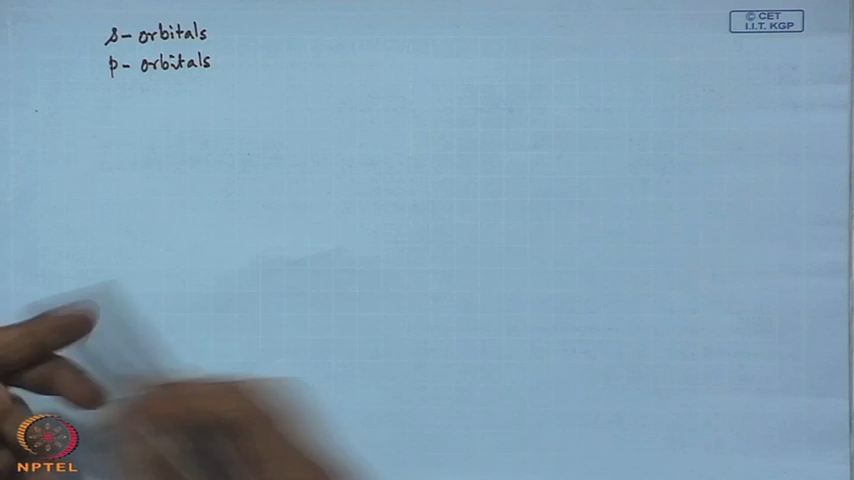 s- orbitals
p- orbitals
© CET
I.I.T. KGP
NPTEL